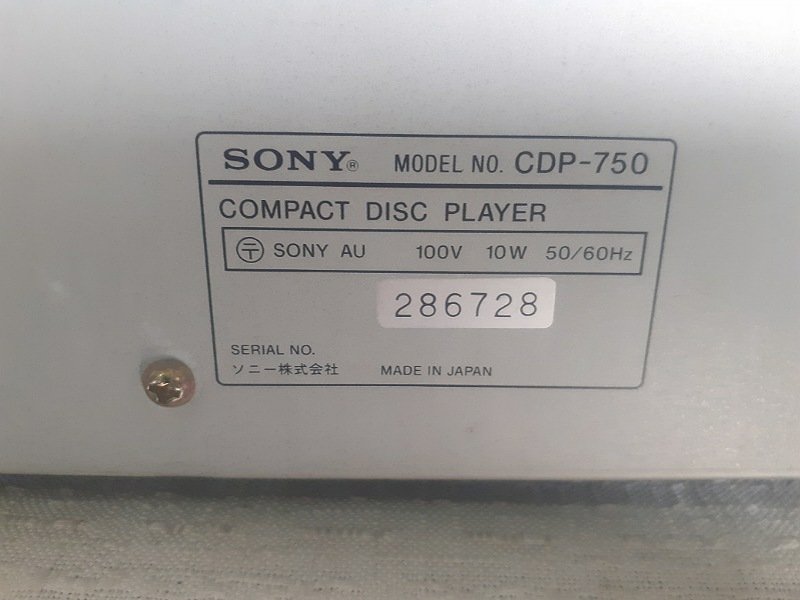 SONY® MODEL NO. CDP-750
COMPACT DISC PLAYER
〒 SONY AU 100V 10W 50/60Hz
286728
SERIAL NO.
ソニー株式会社 MADE IN JAPAN